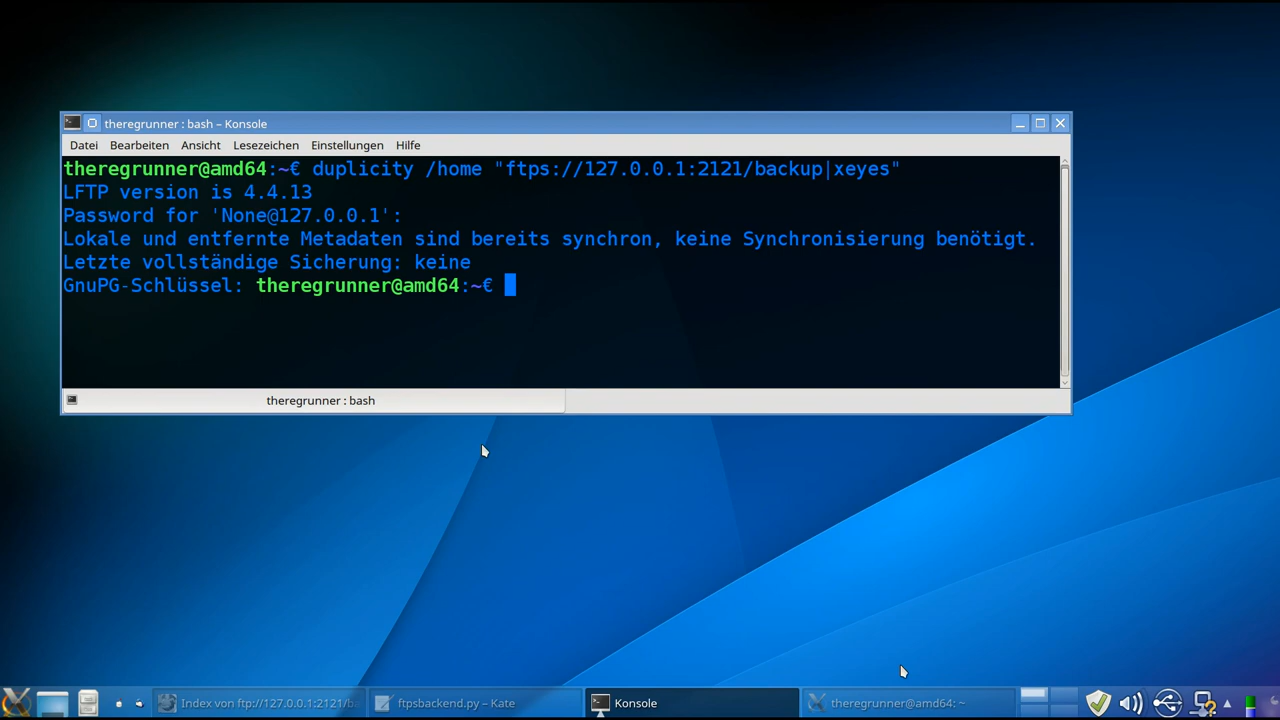 theregrunner : bash – Konsole
Datei Bearbeiten Ansicht Lesezeichen Einstellungen Hilfe
theregrunner@amd64:~€ duplicity /home "ftps://127.0.0.1:2121/backup|xeyes"
LFTP version is 4.4.13
Password for 'None@127.0.0.1':
Lokale und entfernte Metadaten sind bereits synchron, keine Synchronisierung benötigt.
Letzte vollständige Sicherung: keine
GnuPG-Schlüssel: theregrunner@amd64:~€
theregrunner : bash
Index von ftp://127.0.0.1:2121/ba ftpsbackend.py – Kate Konsole theregrunner@amd64: ~